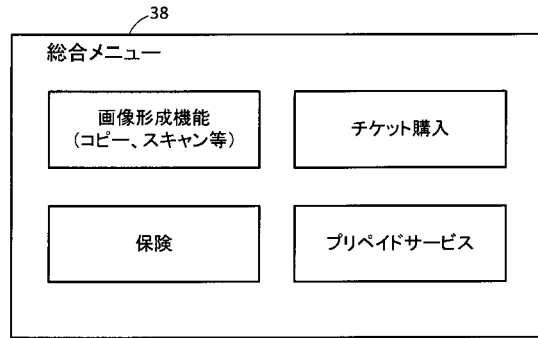 38
総合メニュー
画像形成機能
(コピー、スキャン等)
チケット購入
保険
プリペイドサービス